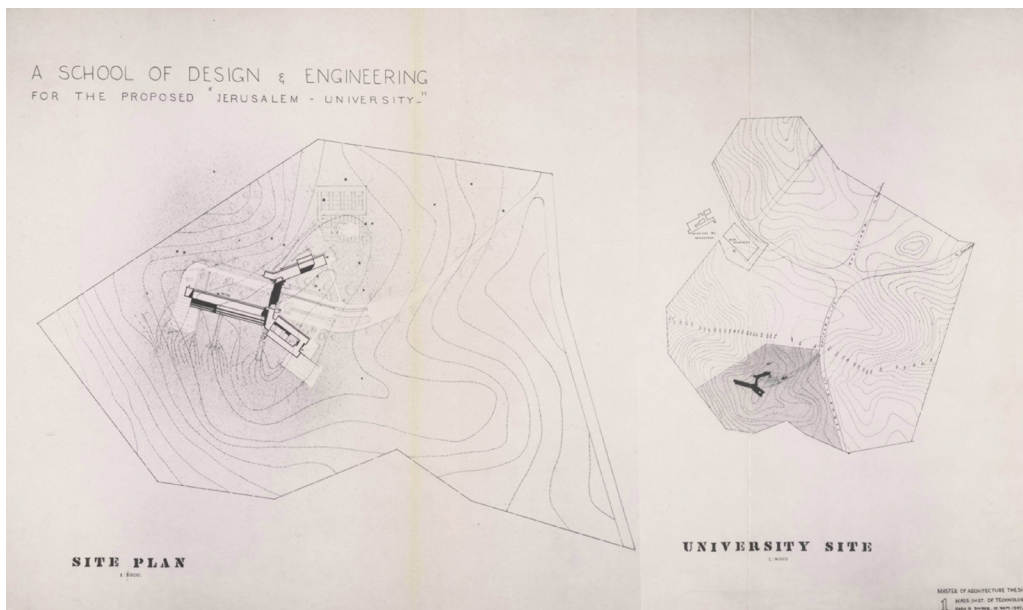 A SCHOOL OF DESIGN & ENGINEERING
FOR THE PROPOSED "JERUSALEM - UNIVERSITY-"
SITE PLAN
UNIVERSITY SITE
MASTER OF ARCHITECTURE THESIS
1
MASS. INST. OF TECHNOLOGY